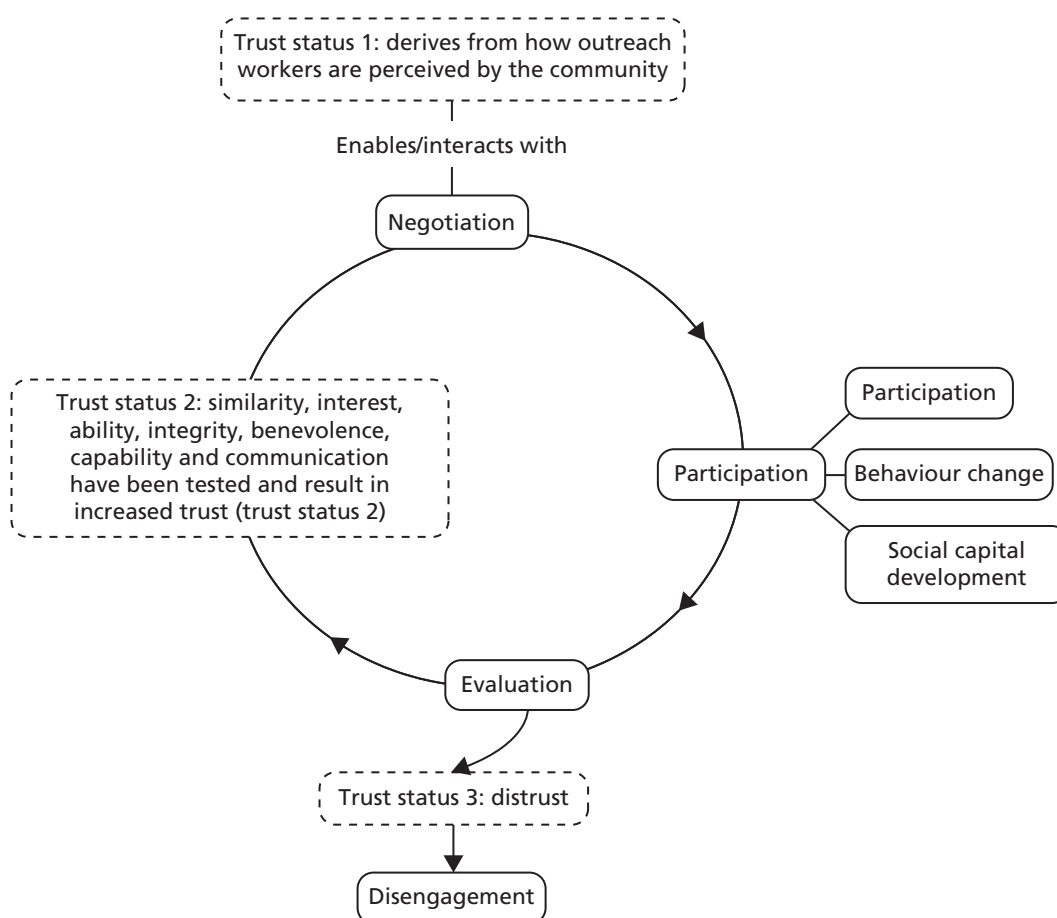 Trust status 1: derives from how outreach
workers are perceived by the community
Enables/interacts with
Negotiation
Trust status 2: similarity, interest,
ability, integrity, benevolence,
capability and communication
have been tested and result in
increased trust (trust status 2)
Participation
Participation
Behaviour change
Social capital
development
Evaluation
Trust status 3: distrust
Disengagement